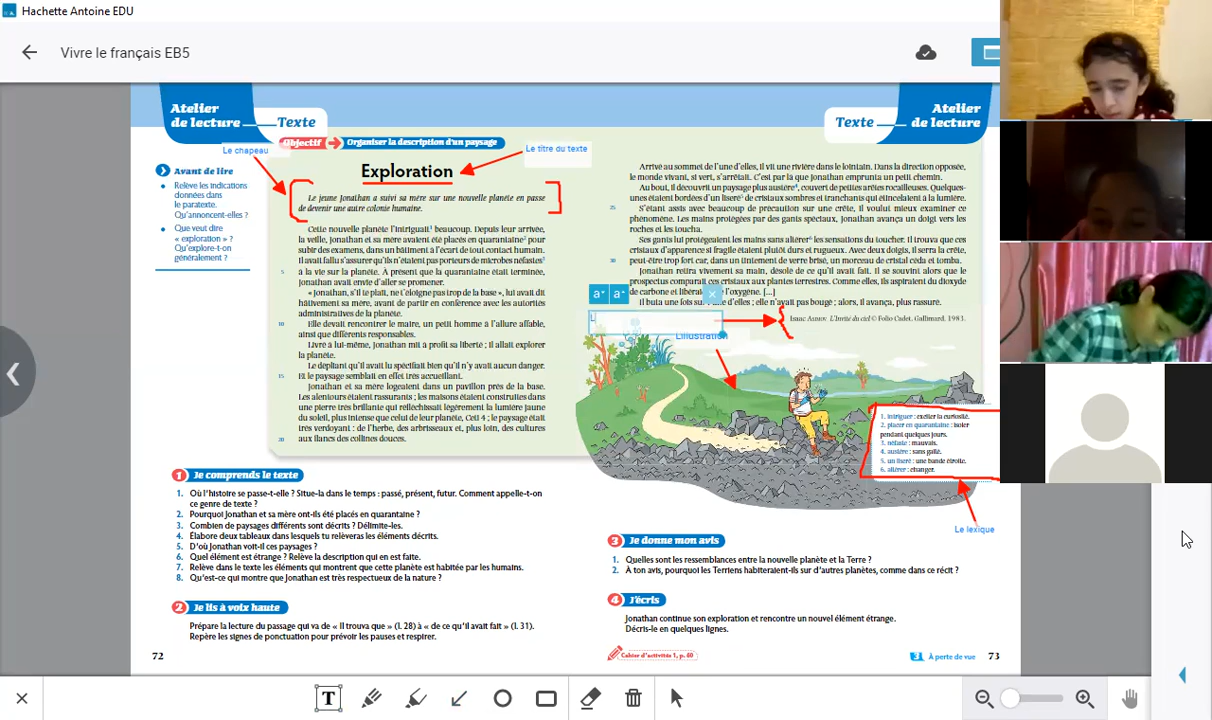 Hachette Antoine EDU
Vivre le français EB5
Atelier
de lecture
Texte
Texte
Atelier
de lecture
Objectif
Organiser la description d'un paysage
Le chapeau
Le titre du texte
Avant de lire
Relève les indications
données dans
le paratexte.
Qu'annoncent-elles ?
Que veut dire
« exploration » ?
Qu'explore-t-on
généralement ?
Exploration
Le jeune Jonathan a suivi sa mère sur une nouvelle planète en passe
de devenir une autre colonie humaine.
Cette nouvelle planète l'intriguait¹ beaucoup. Depuis leur arrivée,
la veille, Jonathan et sa mère avaient été placés en quarantaine² pour
subir des examens, dans un bâtiment à l'écart de tout contact humain.
Il avait fallu s'assurer qu'ils n'étaient pas porteurs de microbes néfastes³
5 à la vie sur la planète. À présent que la quarantaine était terminée,
Jonathan avait envie d'aller se promener.
« Jonathan, s'il te plaît, ne t'éloigne pas trop de la base », lui avait dit
hâtivement sa mère, avant de partir en conférence avec les autorités
administratives de la planète.
10 Elle devait rencontrer le maire, un petit homme à l'allure affable,
ainsi que différents responsables.
Livré à lui-même, Jonathan mit à profit sa liberté ; il allait explorer
la planète.
Le dépliant qu'il avait lu spécifiait bien qu'il n'y avait aucun danger.
15 Et le paysage semblait en effet très accueillant.
Jonathan et sa mère logeaient dans un pavillon près de la base.
Les alentours étaient rassurants ; les maisons étaient construites dans
une pierre très brillante qui réfléchissait légèrement la lumière jaune
du soleil, plus intense que celui de leur planète, Ceti 4 ; le paysage était
très verdoyant : de l'herbe, des arbrisseaux et, plus loin, des cultures
20 aux flancs des collines douces.
Arrivé au sommet de l'une d'elles, il vit une rivière dans le lointain. Dans la direction opposée,
le monde vivant, si vert, s'arrêtait. C'est par là que Jonathan emprunta un petit chemin.
Au bout, il découvrit un paysage plus austère⁴, couvert de petites arêtes rocailleuses. Quelques-
unes étaient bordées d'un liseré⁵ de cristaux sombres et tranchants qui étincelaient à la lumière.
25 S'étant assis avec beaucoup de précaution sur une crête, il voulut mieux examiner ce
phénomène. Les mains protégées par des gants spéciaux, Jonathan avança un doigt vers les
roches et les toucha.
Ses gants lui protégeaient les mains sans altérer⁶ les sensations du toucher. Il trouva que ces
cristaux d'apparence si fragile étaient plutôt durs et rugueux. Avec deux doigts, il serra la crête,
30 peut-être trop fort car, dans un tintement de verre brisé, un morceau de cristal céda et tomba.
Jonathan retira vivement sa main, désolé de ce qu'il avait fait. Il se souvint alors que le
prospectus comparait ces cristaux aux plantes terrestres. Comme elles, ils aspiraient du dioxyde
de carbone et l'oxygène. [...]
Il buta une fois d'elles ; elle n'avait pas bougé ; alors, il avança, plus rassuré.
a⁺ a⁻
L
Isaac Asimov, L'Invité du ciel © Folio Cadet, Gallimard, 1983.
L'illustration
1. intriguer : exciter la curiosité.
2. placer en quarantaine : isoler
pendant quelques jours.
3. néfaste : mauvais.
4. austère : sans gaîté.
5. un liseré : une bande étroite.
6. altérer : changer.
Le lexique
1 Je comprends le texte
1. Où l'histoire se passe-t-elle ? Situe-la dans le temps : passé, présent, futur. Comment appelle-t-on
ce genre de texte ?
2. Pourquoi Jonathan et sa mère ont-ils été placés en quarantaine ?
3. Combien de paysages différents sont décrits ? Délimite-les.
4. Élabore deux tableaux dans lesquels tu relèveras les éléments décrits.
5. D'où Jonathan voit-il ces paysages ?
6. Quel élément est étrange ? Relève la description qui en est faite.
7. Relève dans le texte les éléments qui montrent que cette planète est habitée par les humains.
8. Qu'est-ce qui montre que Jonathan est très respectueux de la nature ?
2 Je lis à voix haute
Prépare la lecture du passage qui va de « Il trouva que » (l. 28) à « de ce qu'il avait fait » (l. 31).
Repère les signes de ponctuation pour prévoir les pauses et respirer.
72
3 Je donne mon avis
1. Quelles sont les ressemblances entre la nouvelle planète et la Terre ?
2. À ton avis, pourquoi les Terriens habiteraient-ils sur d'autres planètes, comme dans ce récit ?
4 J'écris
Jonathan continue son exploration et rencontre un nouvel élément étrange.
Décris-le en quelques lignes.
Cahier d'activités 1, p. 60
3 À perte de vue 73
T